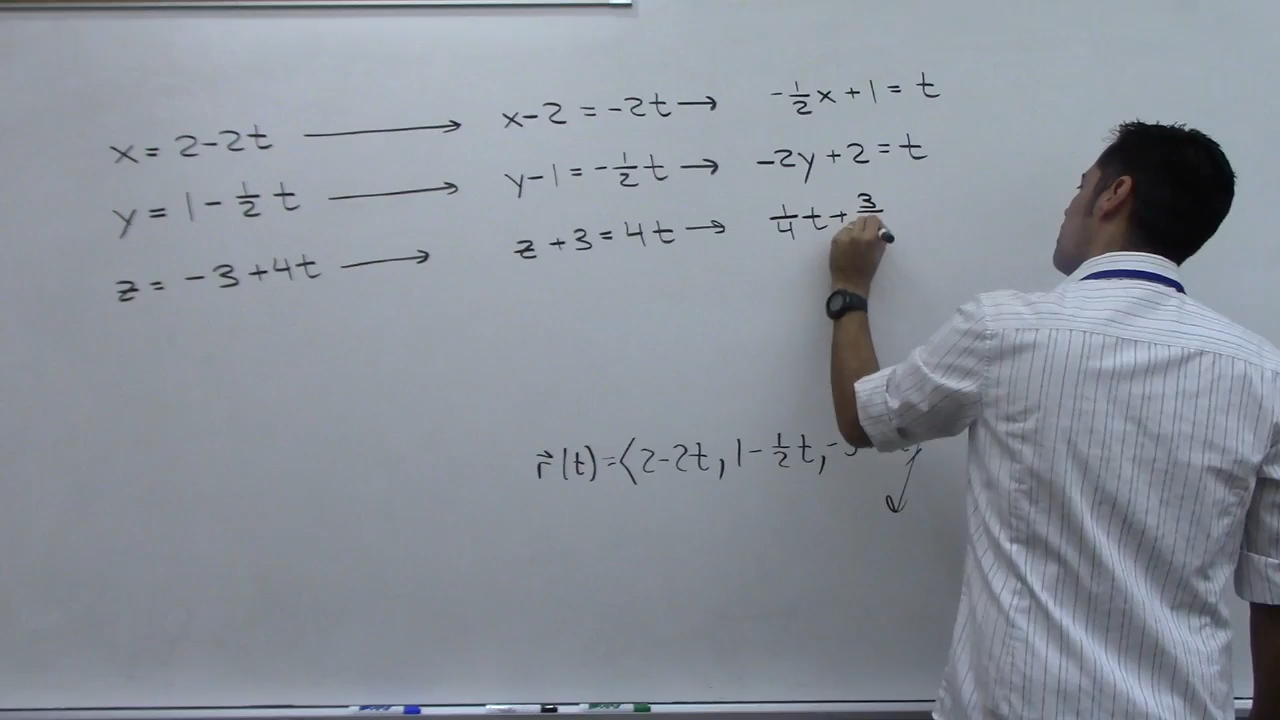 x = 2-2t ⟶ x-2 = -2t → -1/2x+1 = t
y = 1-1/2t ⟶ y-1 = -1/2t → -2y+2 = t
z = -3+4t ⟶ z+3 = 4t → 1/4t+3/
r⃗(t) = ⟨2-2t, 1-1/2t, -3